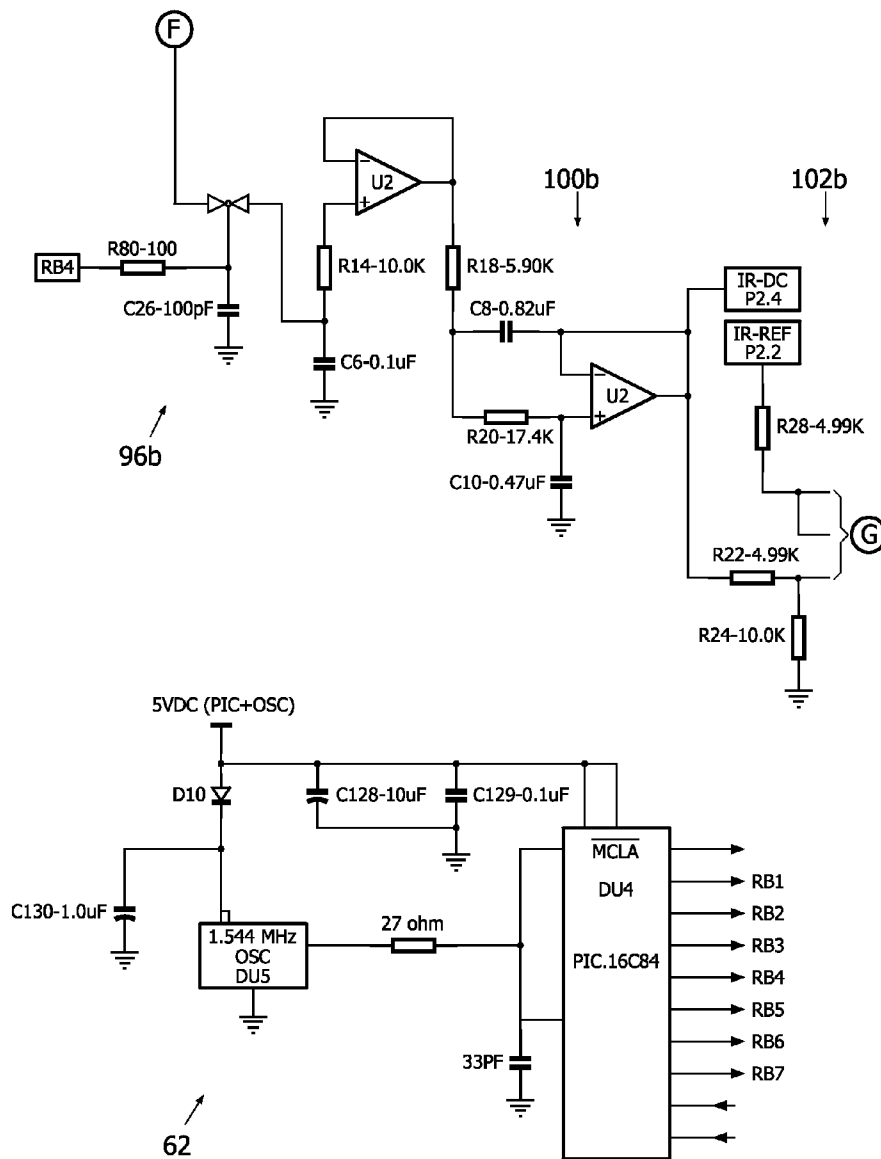 F
U2
100b
102b
R80-100
RB4
R14-10.0K
R18-5.90K
IR-DC
P2.4
C26-100pF
C8-0.82uF
IR-REF
P2.2
C6-0.1uF
U2
R28-4.99K
R20-17.4K
96b
C10-0.47uF
G
R22-4.99K
R24-10.0K
5VDC (PIC+OSC)
D10
C128-10uF
C129-0.1uF
MCLA
DU4
RB1
C130-1.0uF
27 ohm
RB2
1.544 MHz
OSC
DU5
PIC.16C84
RB3
RB4
RB5
RB6
33PF
RB7
62
- 
+
-
+